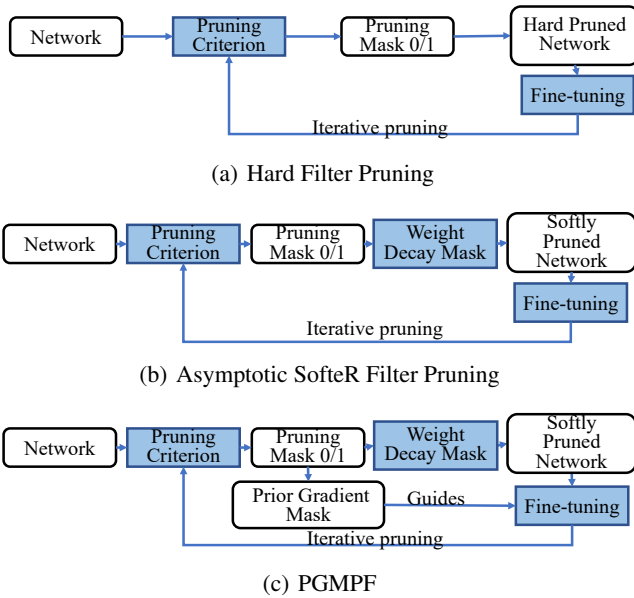 Network
Pruning
Criterion
Pruning
Mask 0/1
Hard Pruned
Network
Fine-tuning
Iterative pruning
(a) Hard Filter Pruning
Network
Pruning
Criterion
Pruning
Mask 0/1
Weight
Decay Mask
Softly
Pruned
Network
Fine-tuning
Iterative pruning
(b) Asymptotic SofteR Filter Pruning
Network
Pruning
Criterion
Pruning
Mask 0/1
Weight
Decay Mask
Softly
Pruned
Network
Prior Gradient
Mask
Guides
Fine-tuning
Iterative pruning
(c) PGMPF